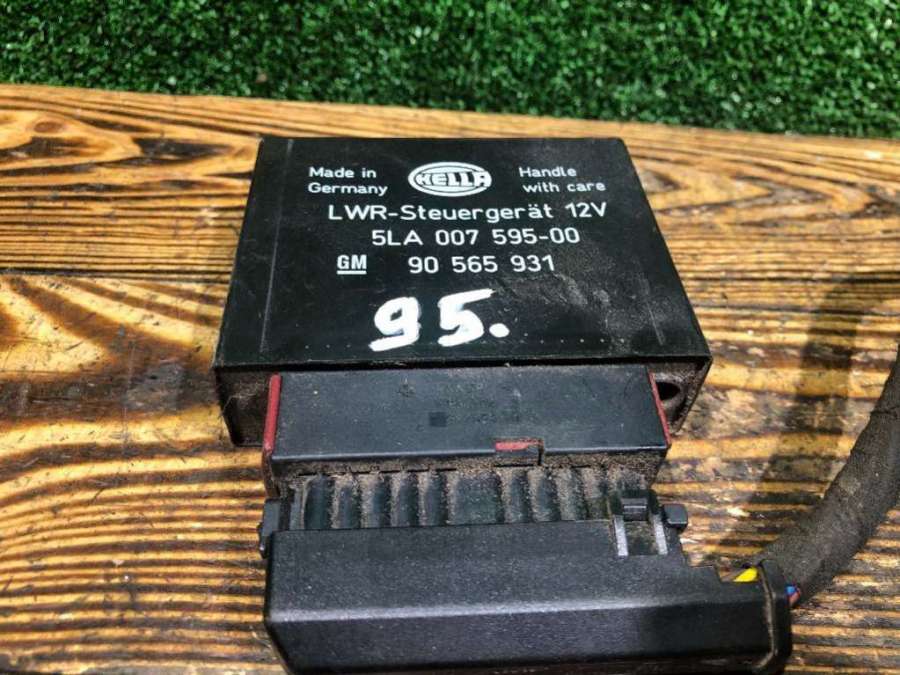 Made in
Germany
HELLA
Handle
with care
LWR-Steuergerät 12V
5LA 007 595-00
GM 90 565 931
95.